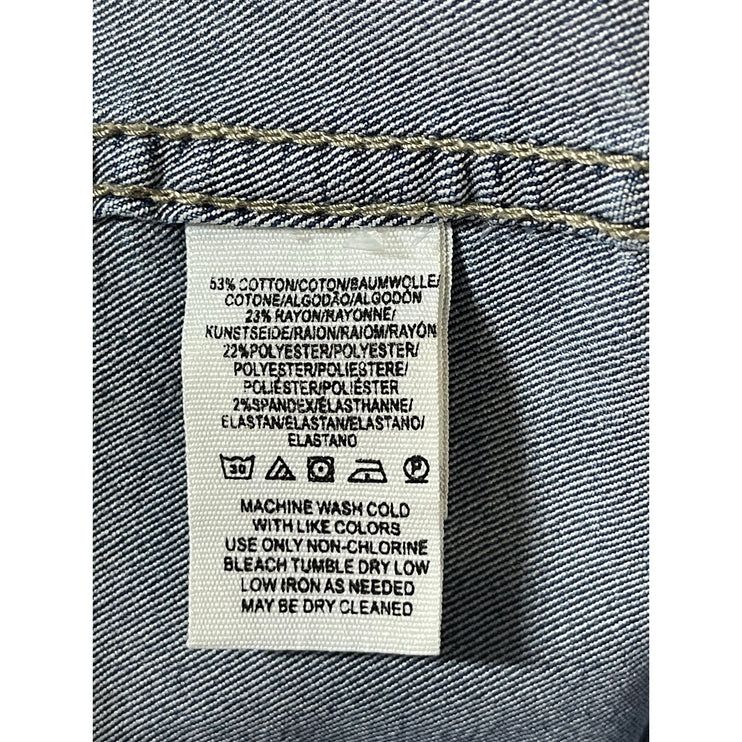 53% COTTON/COTON/BAUMWOLLE/
COTONE/ALGODÃO/ALGODÓN
23% RAYON/RAYONNE/
KUNSTSEIDE/RAION/RAIOM/RAYÓN
22%POLYESTER/POLYESTER/
POLYESTER/POLIESTERE/
POLIÉSTER/POLIÉSTER
2%SPANDEX/ÉLASTHANNE/
ELASTAN/ELASTAN/ELASTANO/
ELASTANO
30 P
MACHINE WASH COLD
WITH LIKE COLORS
USE ONLY NON-CHLORINE
BLEACH TUMBLE DRY LOW
LOW IRON AS NEEDED
MAY BE DRY CLEANED